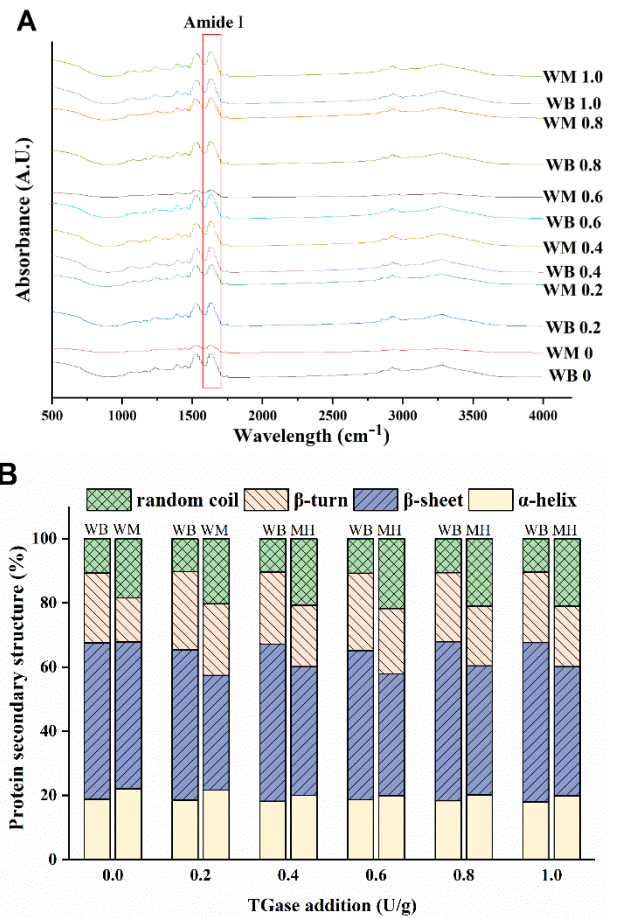 A
Amide I
Absorbance (A.U.)
WM 1.0
WB 1.0
WM 0.8
WB 0.8
WM 0.6
WB 0.6
WM 0.4
WB 0.4
WM 0.2
WB 0.2
WM 0
WB 0
500 1000 1500 2000 2500 3000 3500 4000
Wavelength (cm⁻¹)
B
random coil β-turn β-sheet α-helix
Protein secondary structure (%)
100
80
60
40
20
0
WB WM WB WM WB MH WB MH WB MH WB MH
0.0 0.2 0.4 0.6 0.8 1.0
TGase addition (U/g)